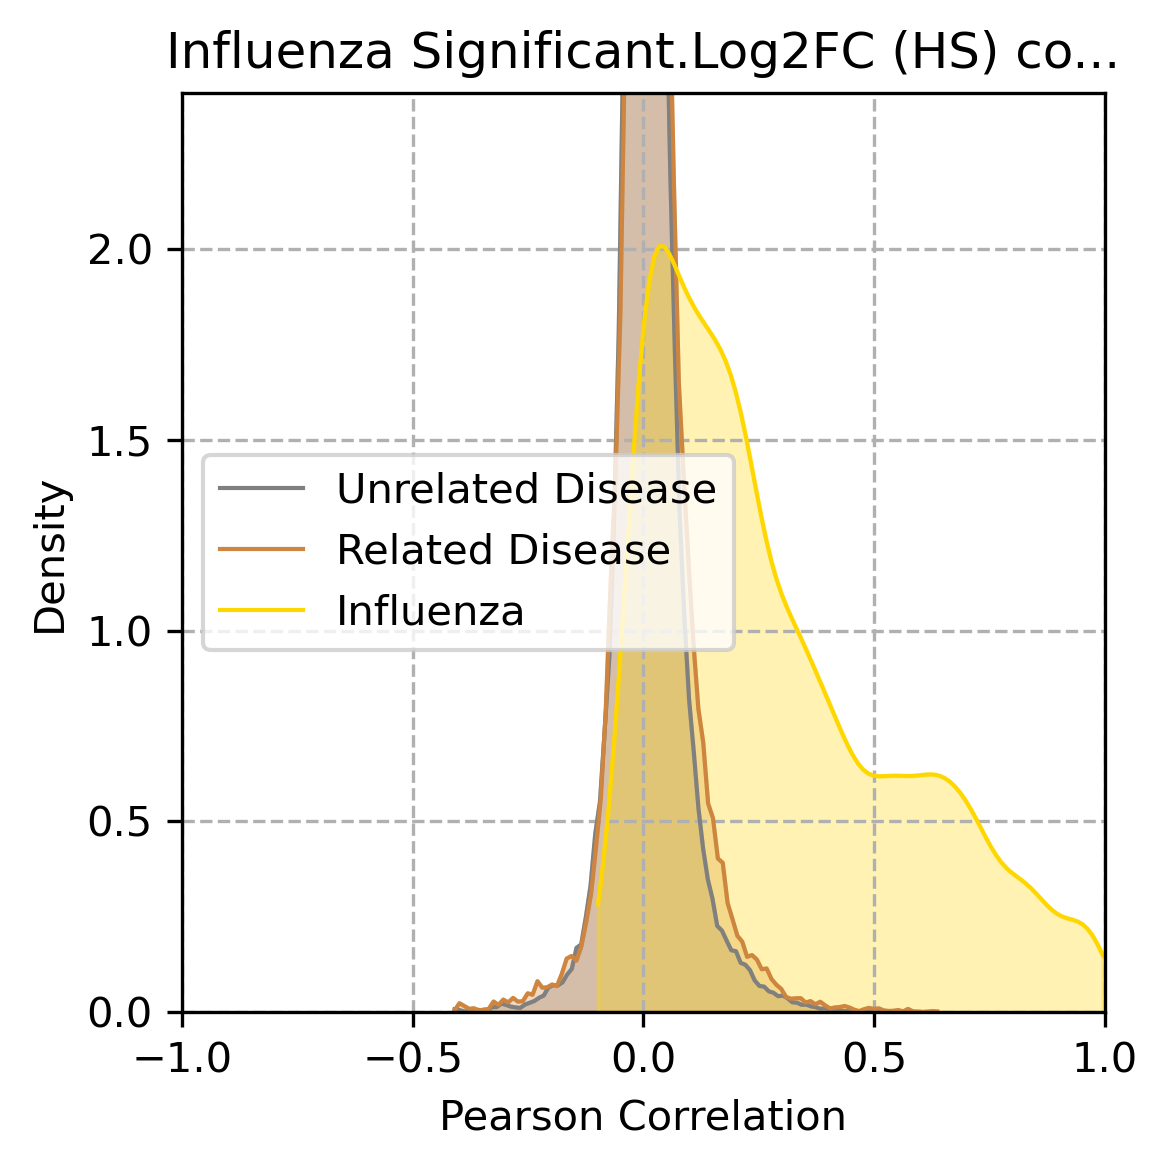 Influenza Significant.Log2FC (HS) co...
Density
2.0
1.5
1.0
0.5
0.0
Unrelated Disease
Related Disease
Influenza
−1.0 −0.5 0.0 0.5 1.0
Pearson Correlation